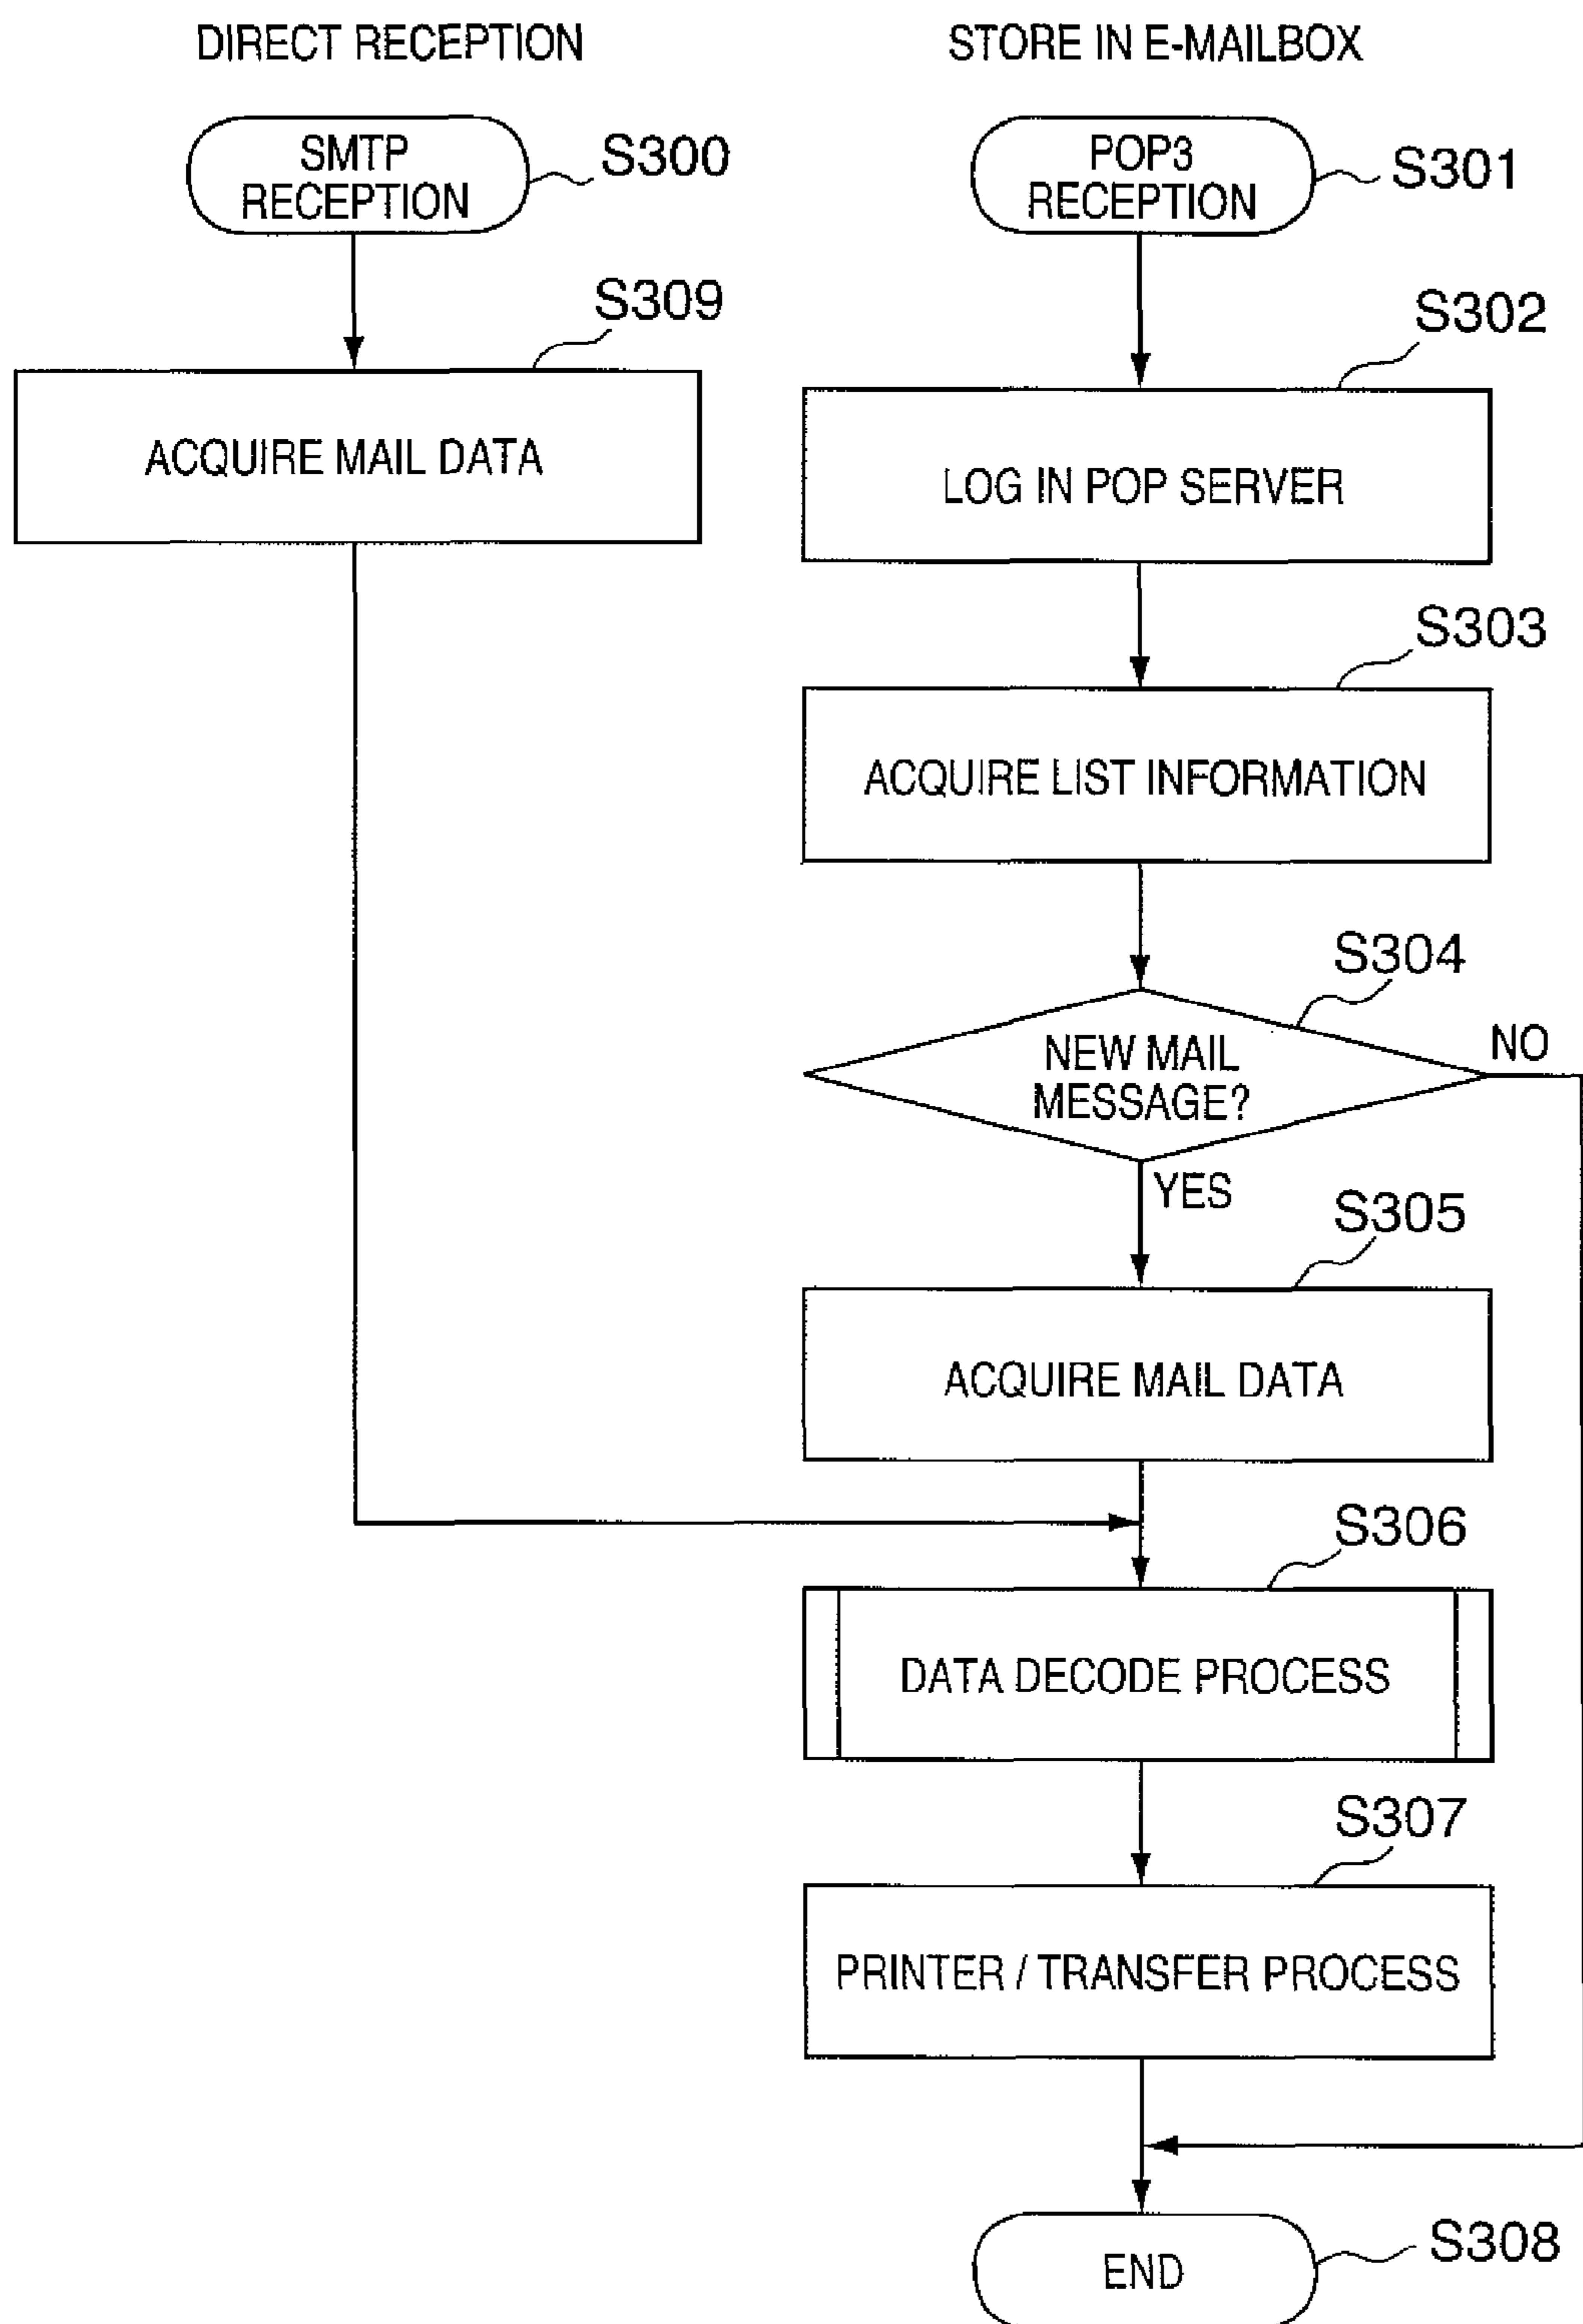 DIRECT RECEPTION
STORE IN E-MAILBOX
SMTP
RECEPTION
S300
POP3
RECEPTION
S301
S309
ACQUIRE MAIL DATA
S302
LOG IN POP SERVER
S303
ACQUIRE LIST INFORMATION
S304
NEW MAIL
MESSAGE?
NO
YES
S305
ACQUIRE MAIL DATA
S306
DATA DECODE PROCESS
S307
PRINTER / TRANSFER PROCESS
END
S308